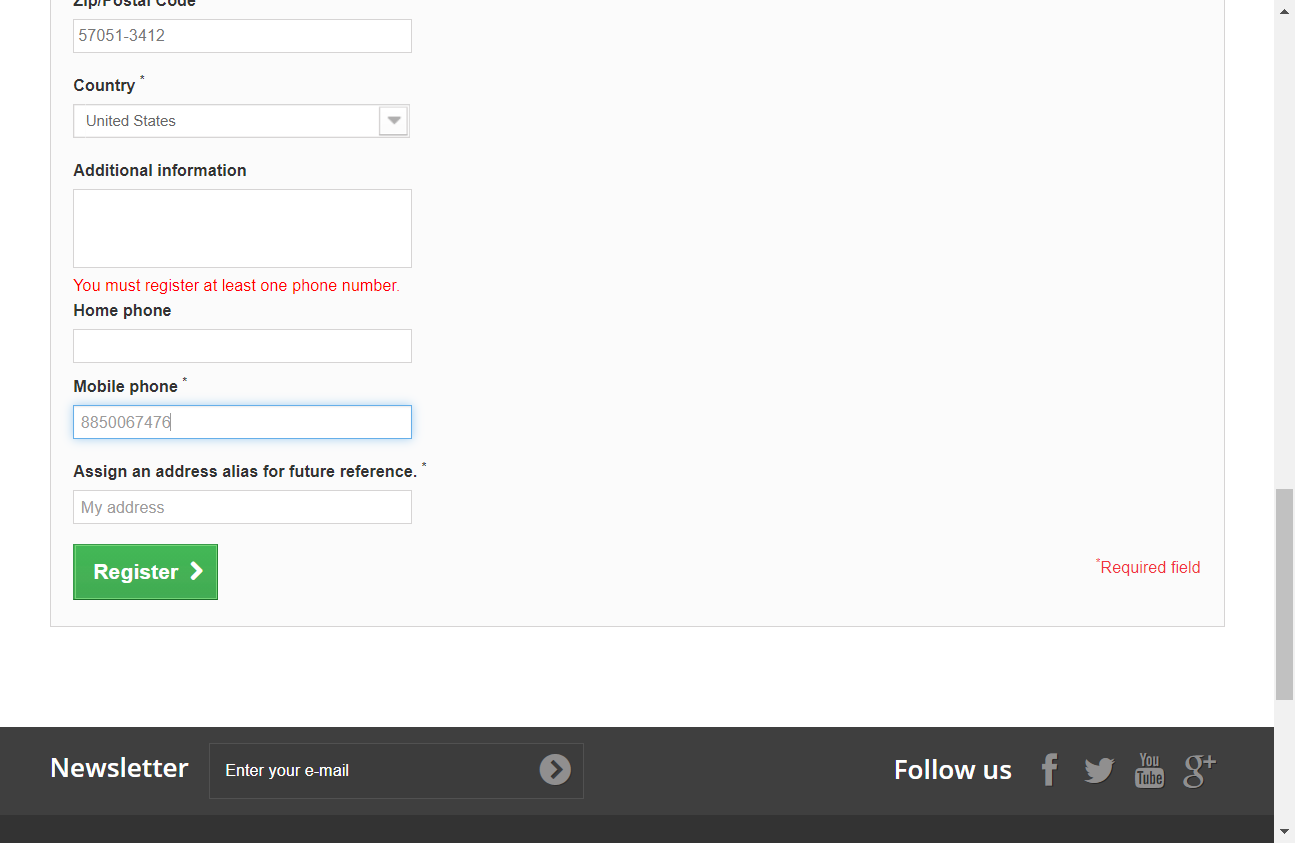 Zip/Postal Code
57051-3412
Country *
United States
Additional information
You must register at least one phone number.
Home phone
Mobile phone *
8850067476
Assign an address alias for future reference. *
My address
Register
*Required field
Newsletter
Enter your e-mail
Follow us
You
Tube
g+